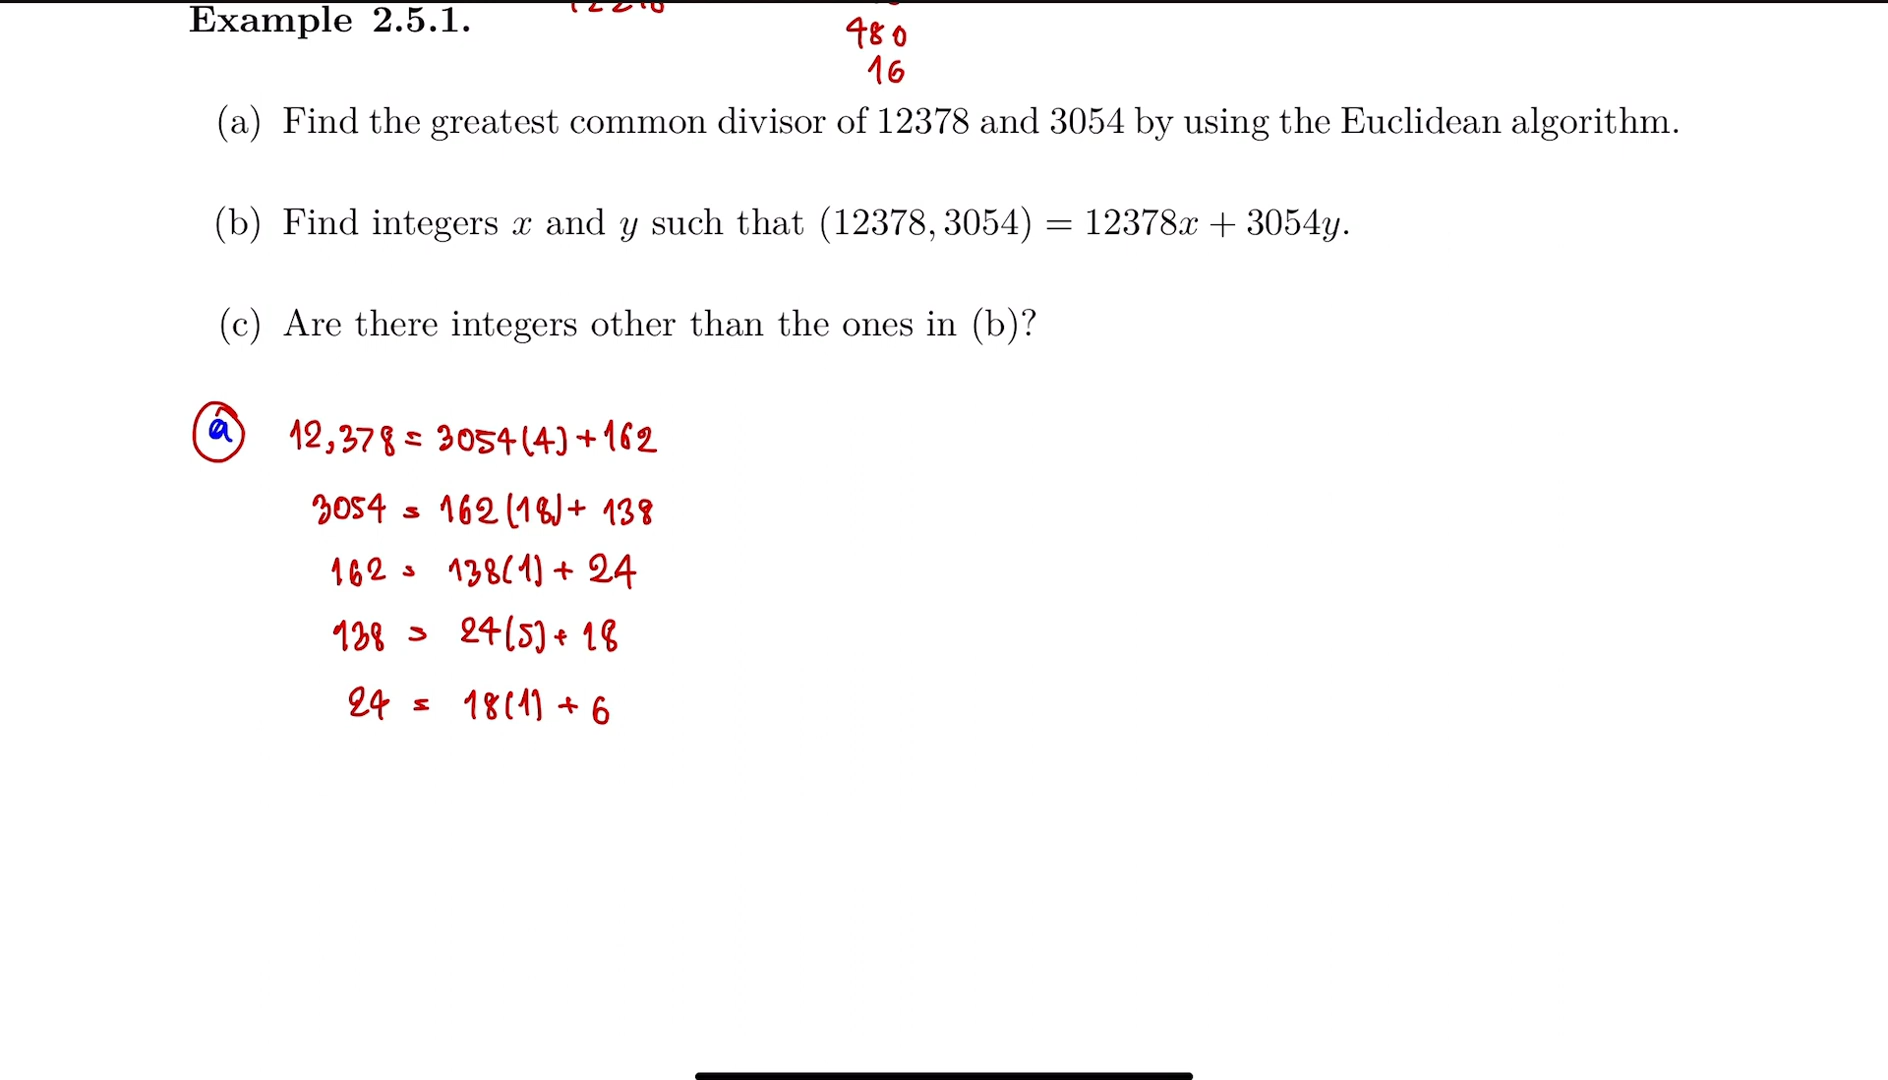 Example 2.5.1.
480
16
(a) Find the greatest common divisor of 12378 and 3054 by using the Euclidean algorithm.
(b) Find integers x and y such that (12378, 3054) = 12378x + 3054y.
(c) Are there integers other than the ones in (b)?
a 12,378 = 3054(4) + 162
3054 = 162(18) + 138
162 = 138(1) + 24
138 = 24(5) + 18
24 = 18(1) + 6